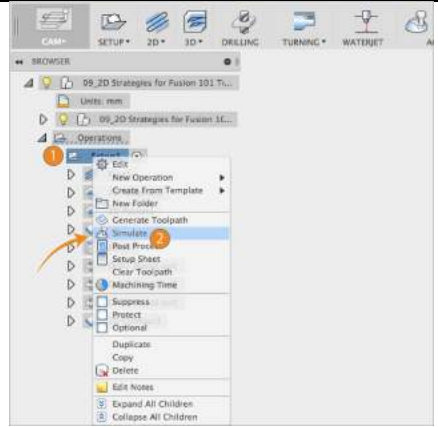 CAM▾ SETUP▾ 2D▾ 3D▾ DRILLING TURNING▾ WATERJET
BROWSER
09_2D Strategies for Fusion 101 Tr...
Units: mm
09_2D Strategies for Fusion 10...
Operations
1 Setup1
Edit
New Operation
Create From Template
New Folder
Generate Toolpath
Simulate 2
Post Process
Setup Sheet
Clear Toolpath
Machining Time
Suppress
Protect
Optional
Duplicate
Copy
Delete
Edit Notes
Expand All Children
Collapse All Children